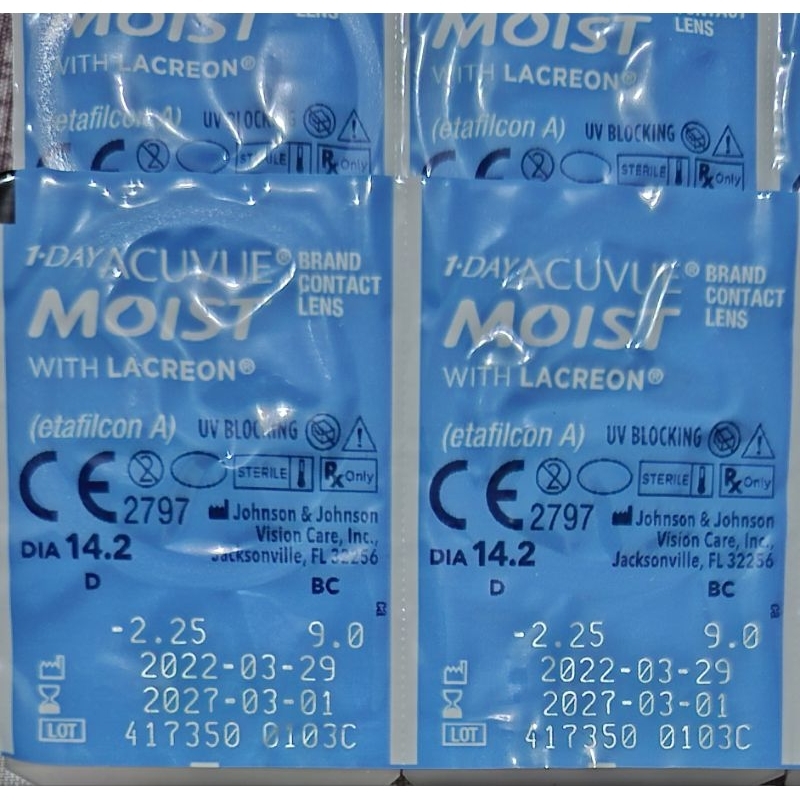 MOIST
WITH LACREON®
(etafilcon A) UV BLOCKING
STERILE Rx Only
MOIST CONTACT
LENS
WITH LACREON®
(etafilcon A) UV BLOCKING
STERILE Rx Only
1·DAY ACUVUE® BRAND
CONTACT
LENS
MOIST
WITH LACREON®
(etafilcon A) UV BLOCKING
CE 2797 STERILE Rx Only
Johnson & Johnson
Vision Care, Inc.,
Jacksonville, FL 32256
DIA 14.2
D BC
-2.25 9.0
2022-03-29
2027-03-01
LOT 417350 0103C
1·DAY ACUVUE® BRAND
CONTACT
LENS
MOIST
WITH LACREON®
(etafilcon A) UV BLOCKING
CE 2797 STERILE Rx Only
Johnson & Johnson
Vision Care, Inc.,
Jacksonville, FL 32256
DIA 14.2
D BC
-2.25 9.0
2022-03-29
2027-03-01
LOT 417350 0103C